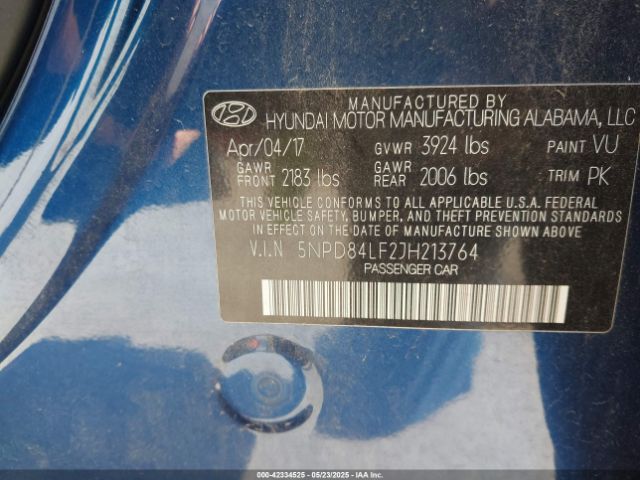 MANUFACTURED BY
HYUNDAI MOTOR MANUFACTURING ALABAMA, LLC
Apr/04/17 GVWR 3924 lbs PAINT VU
GAWR FRONT 2183 lbs GAWR REAR 2006 lbs TRIM PK
THIS VEHICLE CONFORMS TO ALL APPLICABLE U.S.A. FEDERAL
MOTOR VEHICLE SAFETY, BUMPER, AND THEFT PREVENTION
STANDARDS IN EFFECT ON THE DATE OF MANUFACTURE SHOWN ABOVE.
V.I.N 5NPD84LF2JH213764
PASSENGER CAR
000-42334525 - 05/23/2025 - COPART